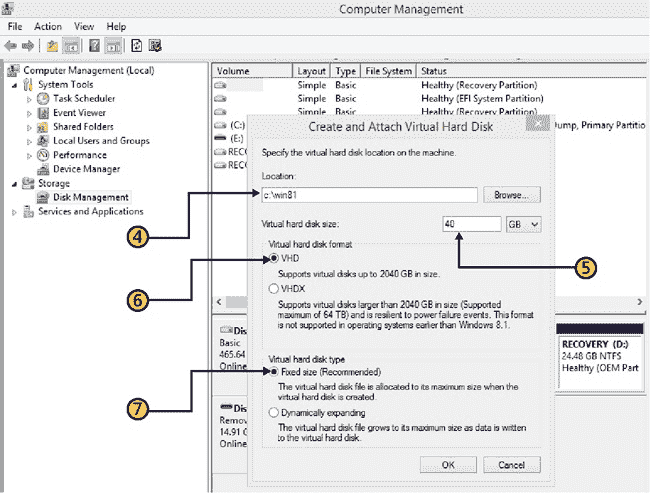 Computer Management
File Action View Help
Computer Management (Local)
System Tools
Task Scheduler
Event Viewer
Shared Folders
Local Users and Groups
Performance
Device Manager
Storage
Disk Management
Services and Applications
Volume Layout Type File System Status
Simple Basic Healthy (Recovery Partition)
Simple Basic Healthy (EFI System Partition)
Simple Basic Healthy (Recovery Partition)
(C:) Dump, Primary Partitio
(E:)
RECO
RECO
Create and Attach Virtual Hard Disk
Specify the virtual hard disk location on the machine.
Location:
4
c:\win81 Browse...
Virtual hard disk size: 40 GB
5
Virtual hard disk format
6
VHD
Supports virtual disks up to 2040 GB in size.
VHDX
Supports virtual disks larger than 2040 GB in size (Supported
maximum of 64 TB) and is resilient to power failure events. This format
is not supported in operating systems earlier than Windows 8.1.
Dis
Basic
465.64
Online
RECOVERY (D:)
24.48 GB NTFS
Healthy (OEM Part
Virtual hard disk type
7
Fixed size (Recommended)
The virtual hard disk file is allocated to its maximum size when the
virtual hard disk is created.
Dynamically expanding
The virtual hard disk file grows to its maximum size as data is written
to the virtual hard disk.
Dis
Remov
14.91 G
Online
OK Cancel